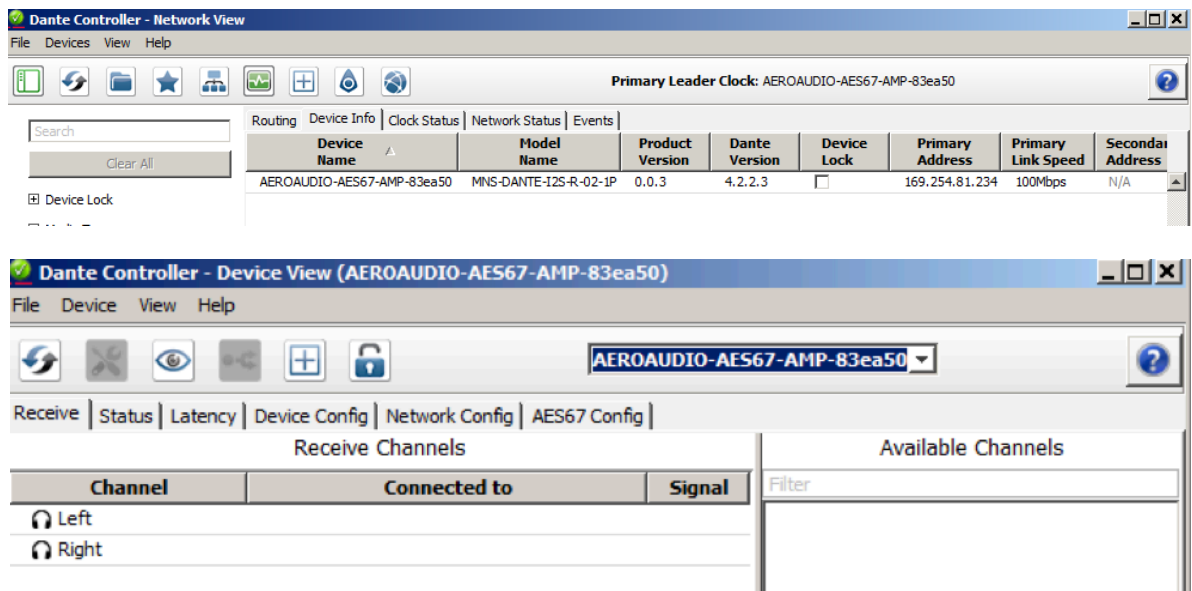 Dante Controller - Network View
File Devices View Help
Primary Leader Clock: AEROAUDIO-AES67-AMP-83ea50
Search
Clear All
Device Lock
Routing Device Info Clock Status Network Status Events
Device Name Model Name Product Version Dante Version Device Lock Primary Address Primary Link Speed Secondar Address
AEROAUDIO-AES67-AMP-83ea50 MNS-DANTE-I2S-R-02-1P 0.0.3 4.2.2.3 169.254.81.234 100Mbps N/A
Dante Controller - Device View (AEROAUDIO-AES67-AMP-83ea50)
File Device View Help
AEROAUDIO-AES67-AMP-83ea50
Receive Status Latency Device Config Network Config AES67 Config
Receive Channels
Channel Connected to Signal
Left
Right
Available Channels
Filter